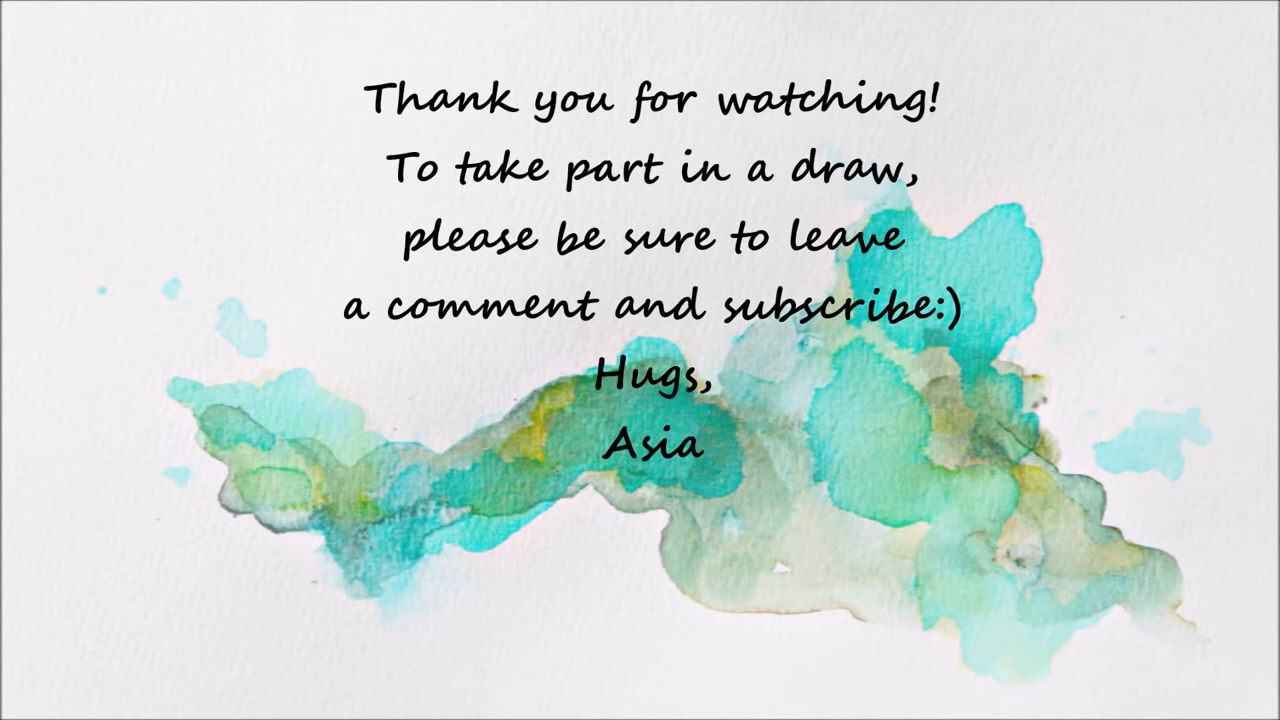 Thank you for watching!
To take part in a draw,
please be sure to leave
a comment and subscribe:)
Hugs,
Asia